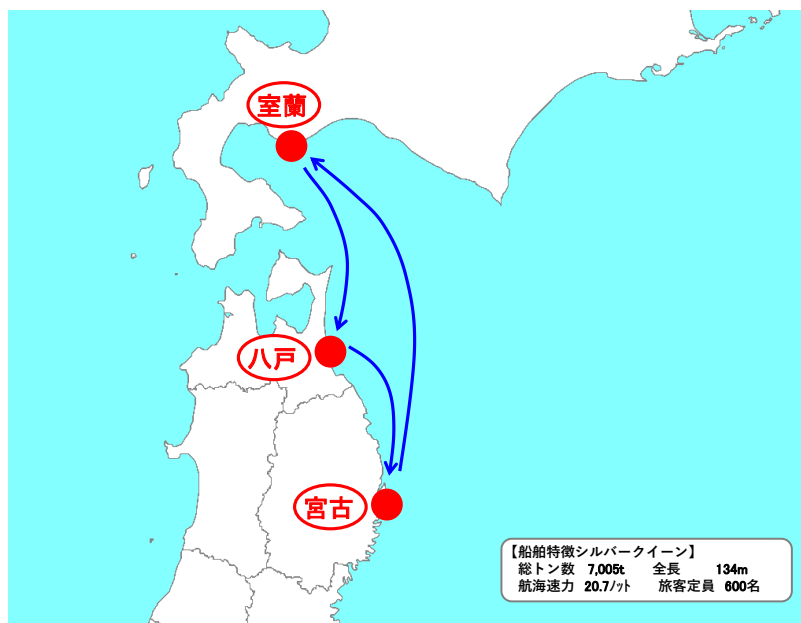 室蘭
八戸
宮古
【船舶特徴シルバークイーン】
総トン数 7,005t 全長 134m
航海速力 20.7ﾉｯﾄ 旅客定員 600名